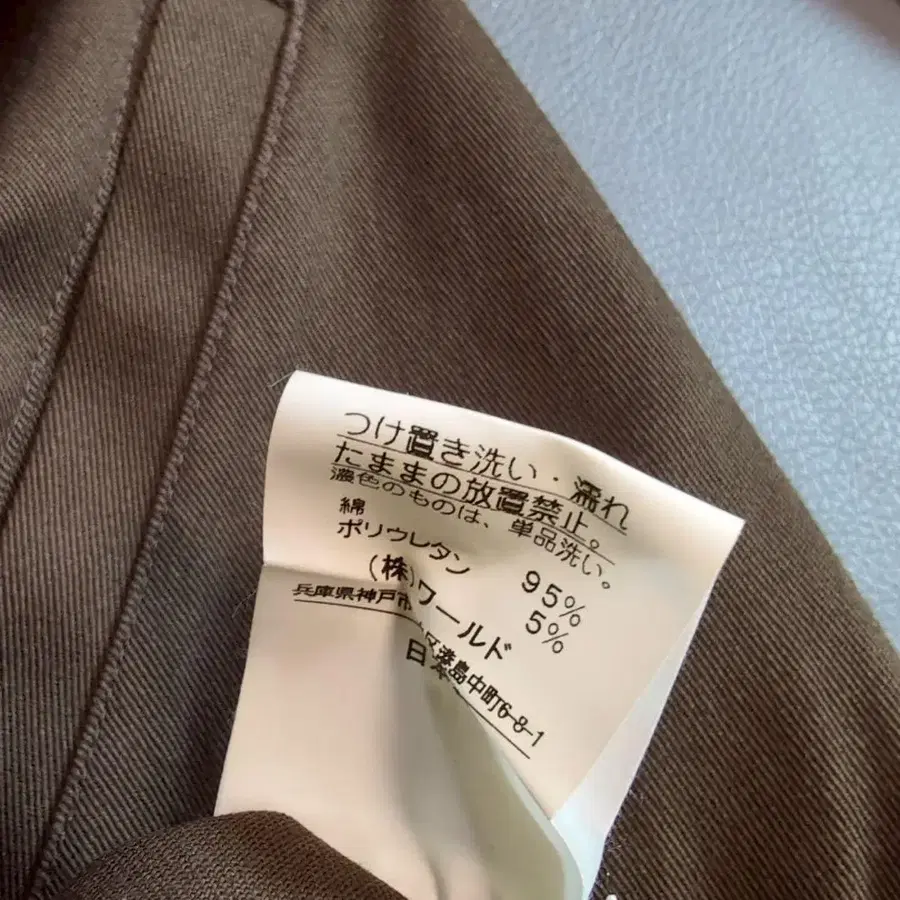 つけ置き洗い・濡れ
たままの放置禁止。
濃色のものは、単品洗い。
綿 95%
ポリウレタン 5%
(株)ワールド
兵庫県神戸市 区港島中町6-8-1
日本